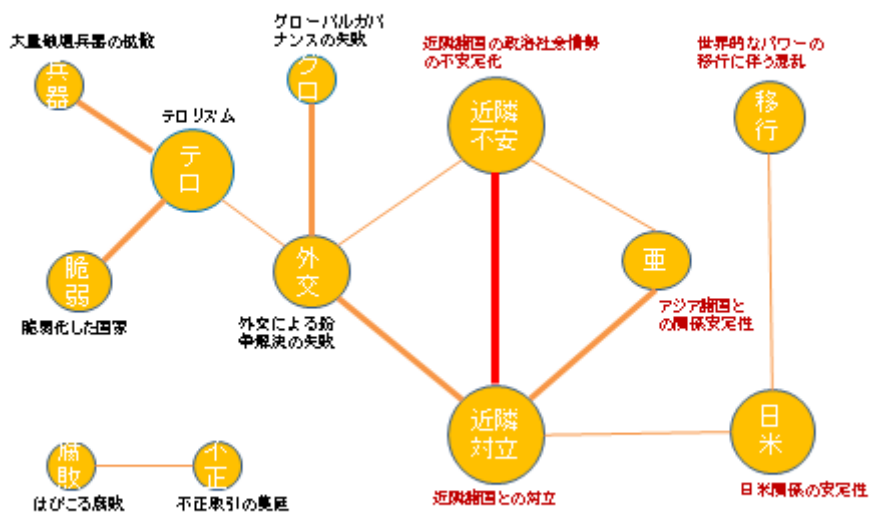 大量破壊兵器の拡散
兵
器
テロリズム
テ
ロ
脆
弱
脆弱化した国家
グローバルガバ
ナンスの失敗
グ
ロ
外
交
外交による紛
争解決の失敗
近隣諸国の政治社会情勢
の不安定化
近隣
不安
亜
アジア諸国と
の関係安定性
近隣
対立
近隣諸国との対立
世界的なパワーの
移行に伴う混乱
移
行
日
米
日米関係の安定性
腐
敗
はびこる腐敗
不
正
不正取引の蔓延